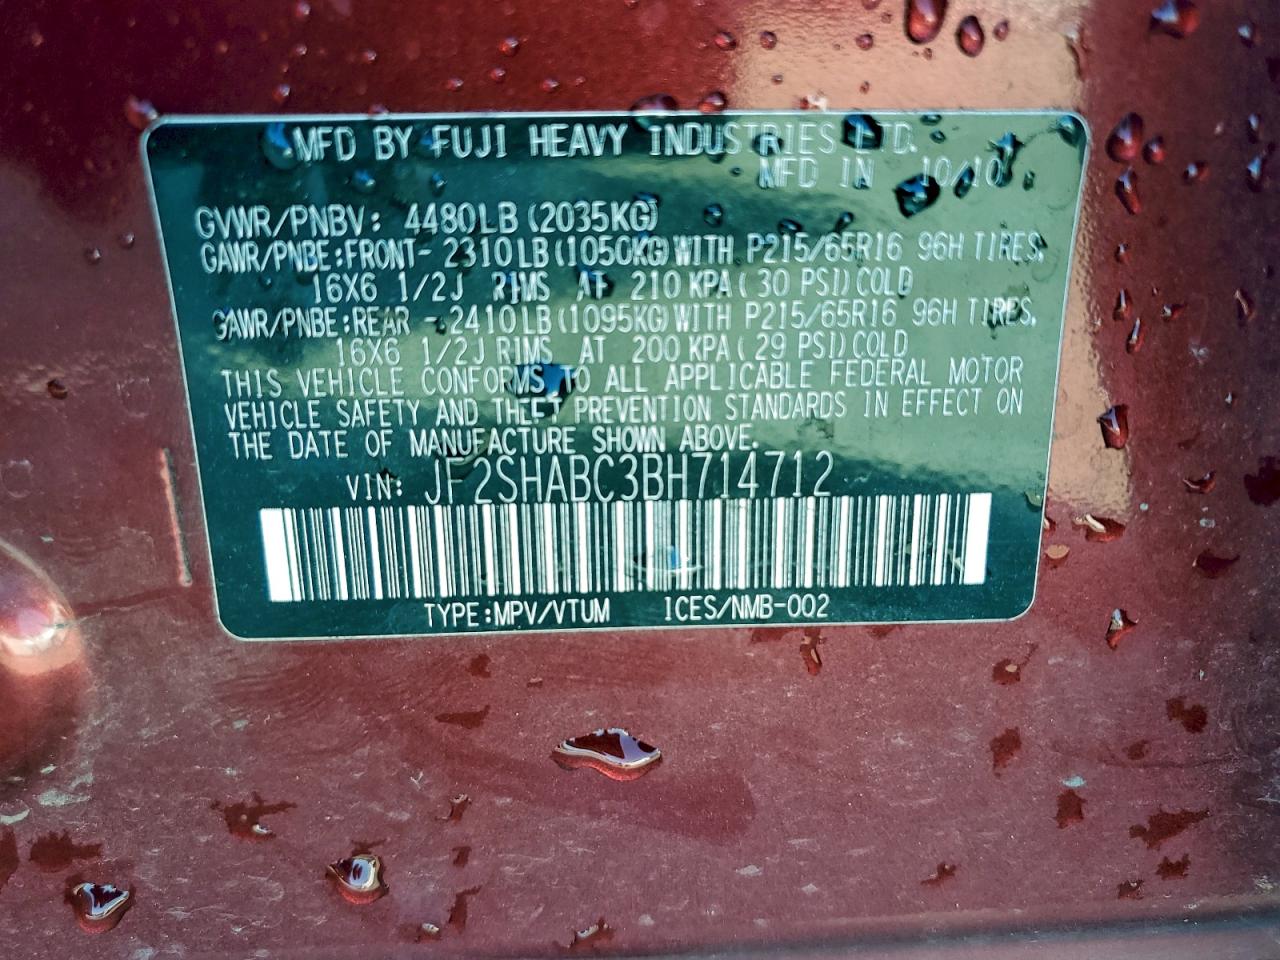 MFD BY FUJI HEAVY INDUSTRIES LTD.
MFD IN 10/10
GVWR/PNBV: 4480LB (2035KG)
GAWR/PNBE:FRONT- 2310LB(1050KG)WITH P215/65R16 96H TIRES,
16X6 1/2J RIMS AT 210 KPA( 30 PSI)COLD
GAWR/PNBE:REAR - 2410LB(1095KG)WITH P215/65R16 96H TIRES,
16X6 1/2J RIMS AT 200 KPA( 29 PSI)COLD
THIS VEHICLE CONFORMS TO ALL APPLICABLE FEDERAL MOTOR
VEHICLE SAFETY AND THEFT PREVENTION STANDARDS IN EFFECT ON
THE DATE OF MANUFACTURE SHOWN ABOVE.
VIN: JF2SHABC3BH714712
TYPE:MPV/VTUM ICES/NMB-002